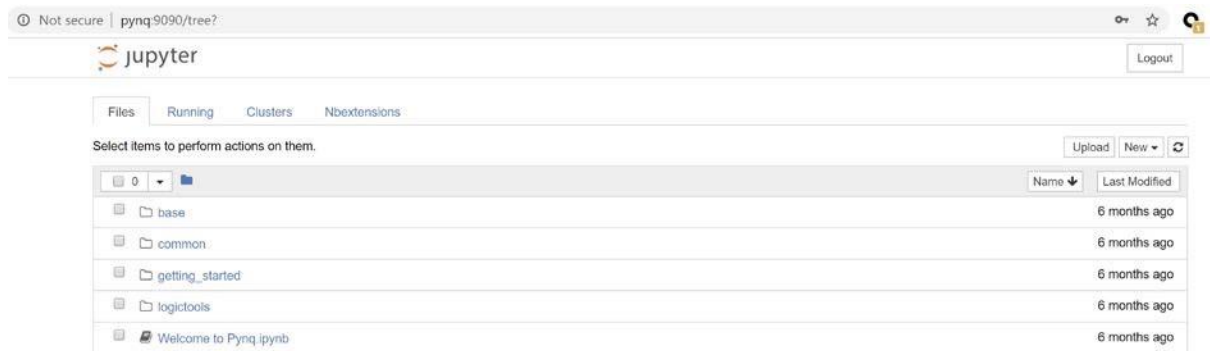 Not secure | pynq:9090/tree?
jupyter
Logout
Files Running Clusters Nbextensions
Select items to perform actions on them.
Upload New
0 Name Last Modified
base 6 months ago
common 6 months ago
getting_started 6 months ago
logictools 6 months ago
Welcome to Pynq.ipynb 6 months ago